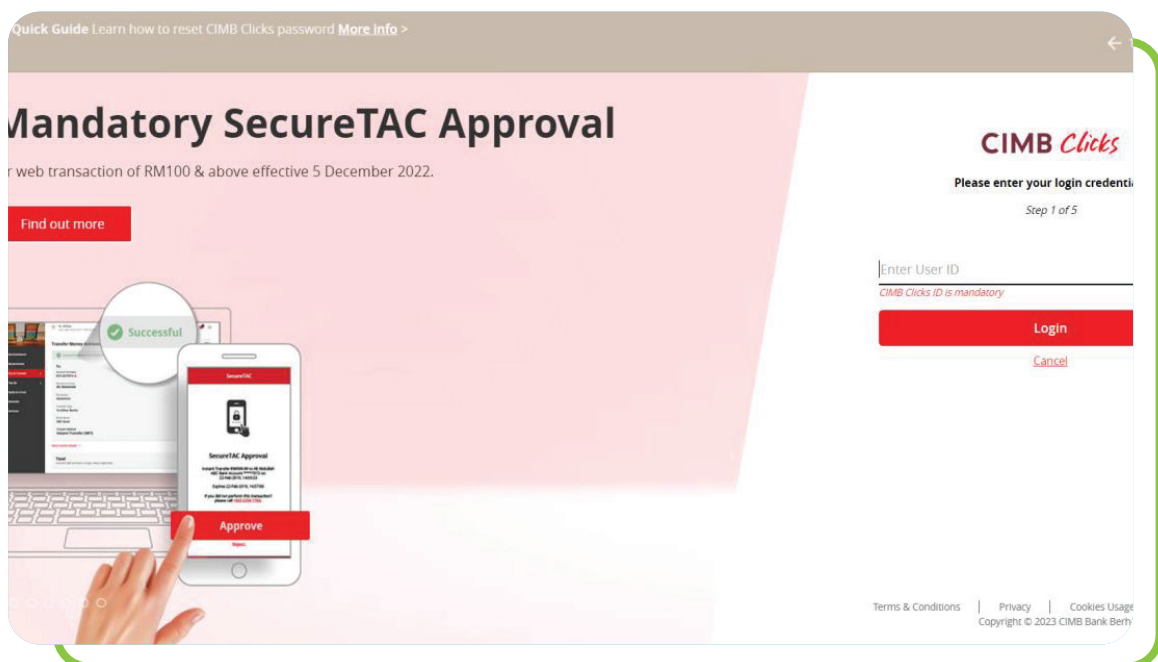 Quick Guide Learn how to reset CIMB Clicks password More info >
Mandatory SecureTAC Approval
web transaction of RM100 & above effective 5 December 2022.
Find out more
CIMB Clicks
Please enter your login
Step 1 of 5
Enter User ID
CIMB Clicks ID is mandatory
Login
Cancel
Successful
SecureTAC
SecureTAC Approval
Approve
Reject
Terms & Conditions | Privacy | Cookies Usage
Copyright © 2023 CIMB Bank